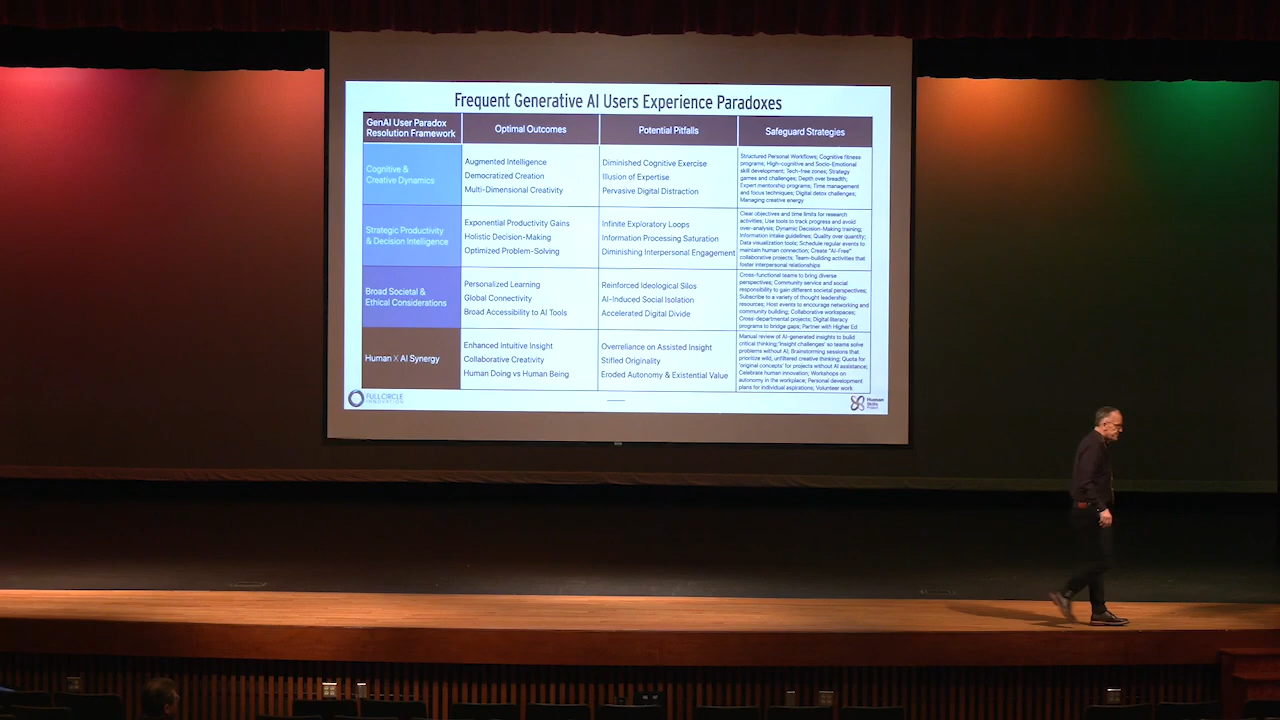 Frequent Generative AI Users Experience Paradoxes
GenAI User Paradox
Resolution Framework
Optimal Outcomes
Potential Pitfalls
Safeguard Strategies
Cognitive &
Creative Dynamics
Augmented Intelligence
Democratized Creation
Multi-Dimensional Creativity
Diminished Cognitive Exercise
Illusion of Expertise
Pervasive Digital Distraction
Structured Personal Workflows; Cognitive fitness
programs; High-cognitive and Socio-Emotional
skill development; Tech-free zones; Strategy
games and challenges; Depth over breadth;
Expert mentorship programs; Time management
and focus techniques; Digital detox challenges;
Managing creative energy
Strategic Productivity
& Decision Intelligence
Exponential Productivity Gains
Holistic Decision-Making
Optimized Problem-Solving
Infinite Exploratory Loops
Information Processing Saturation
Diminishing Interpersonal Engagement
Clear objectives and time limits for research
activities; Use tools to track progress and avoid
over-analysis; Dynamic Decision-Making training;
Information intake guidelines; Quality over quantity;
Data visualization tools; Schedule regular events to
maintain human connection; Create "AI-Free"
collaborative projects; Team-building activities that
foster interpersonal relationships
Broad Societal &
Ethical Considerations
Personalized Learning
Global Connectivity
Broad Accessibility to AI Tools
Reinforced Ideological Silos
AI-Induced Social Isolation
Accelerated Digital Divide
Cross-functional teams to bring diverse
perspectives; Community service and social
responsibility to gain different societal perspectives;
Subscribe to a variety of thought leadership
resources; Host events to encourage networking and
community building; Collaborative workspaces;
Cross-departmental projects; Digital literacy
programs to bridge gaps; Partner with Higher Ed
Human X AI Synergy
Enhanced Intuitive Insight
Collaborative Creativity
Human Doing vs Human Being
Overreliance on Assisted Insight
Stifled Originality
Eroded Autonomy & Existential Value
Manual review of AI-generated insights to build
critical thinking; 'Insight challenges' so teams solve
problems without AI; Brainstorming sessions that
prioritize wild, unfiltered creative thinking; Quota for
'original concepts' for projects without AI assistance;
Celebrate human innovation; Workshops on
autonomy in the workplace; Personal development
plans for individual aspirations; Volunteer work
FULL CIRCLE
INNOVATION
Human
Skills
Project